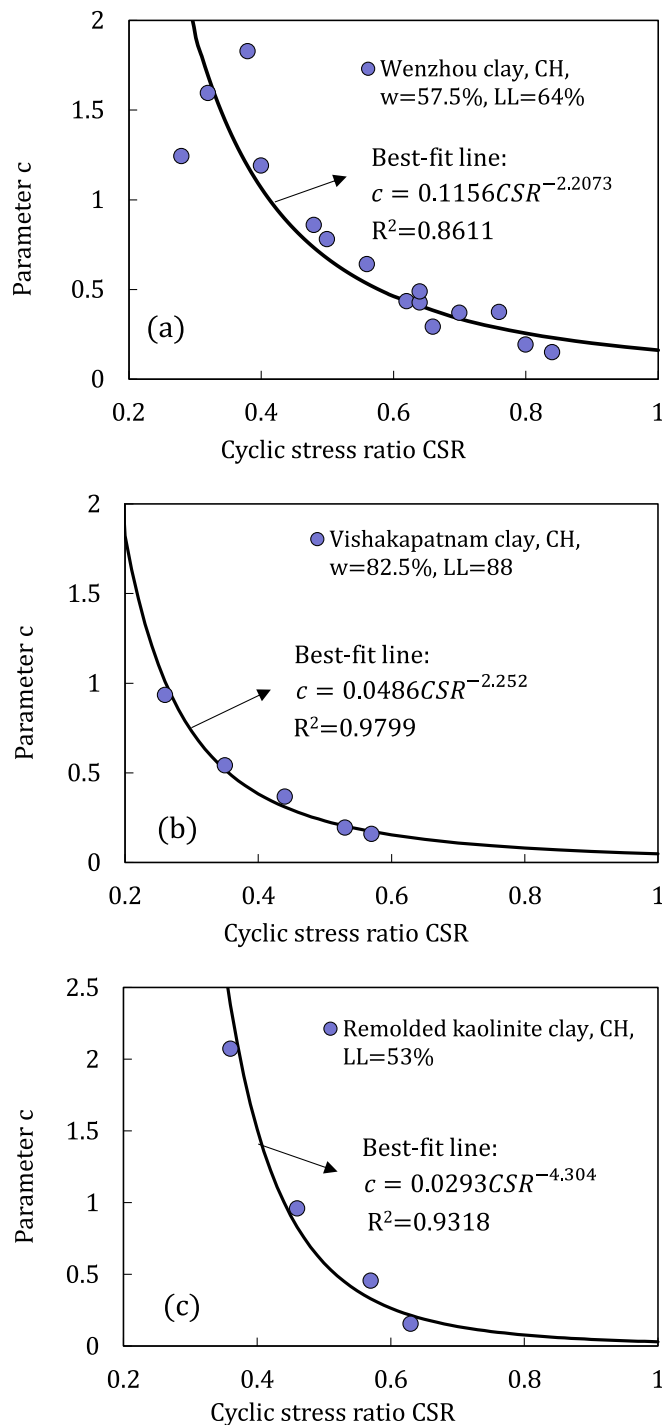 2
Wenzhou clay, CH,
w=57.5%, LL=64%
1.5
Best-fit line:
c = 0.1156CSR^−2.2073
R²=0.8611
1
Parameter c
0.5
(a)
0
0.2 0.4 0.6 0.8 1
Cyclic stress ratio CSR
2
Vishakapatnam clay, CH,
w=82.5%, LL=88
1.5
Best-fit line:
c = 0.0486CSR^−2.252
R²=0.9799
1
Parameter c
0.5
(b)
0
0.2 0.4 0.6 0.8 1
Cyclic stress ratio CSR
2.5
Remolded kaolinite clay, CH,
LL=53%
2
1.5
Best-fit line:
c = 0.0293CSR^−4.304
R²=0.9318
1
Parameter c
0.5
(c)
0
0.2 0.4 0.6 0.8 1
Cyclic stress ratio CSR